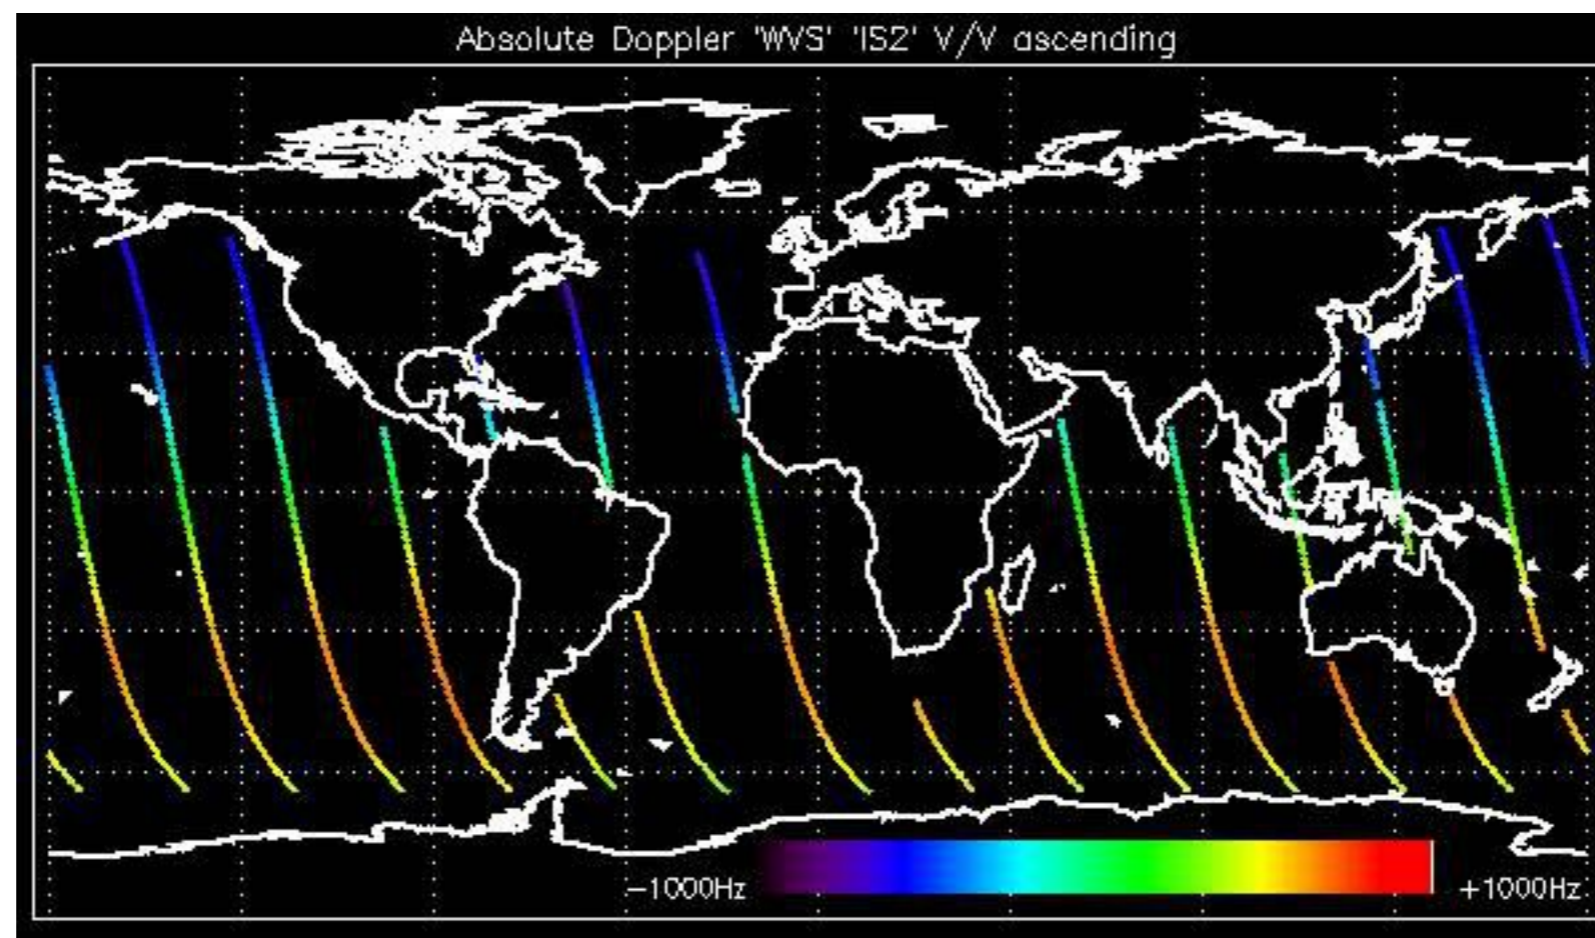 Absolute Doppler 'WVS' 'IS2' V/V ascending
−1000Hz +1000Hz